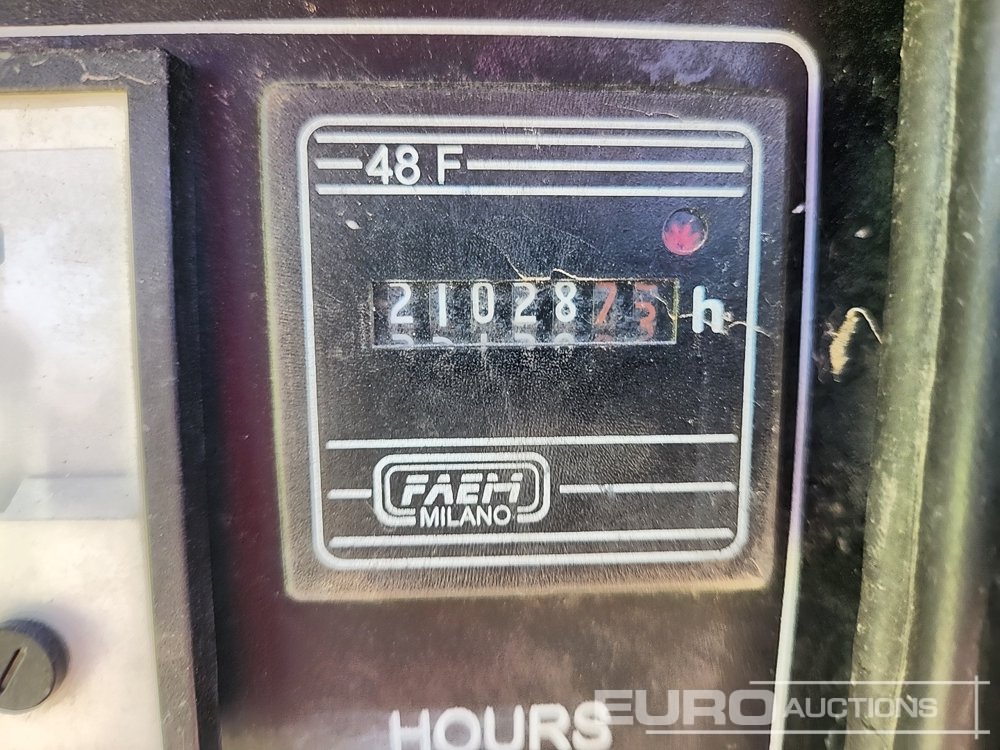 48 F
2102875 h
FAEM
MILANO
HOURS
EURO AUCTIONS